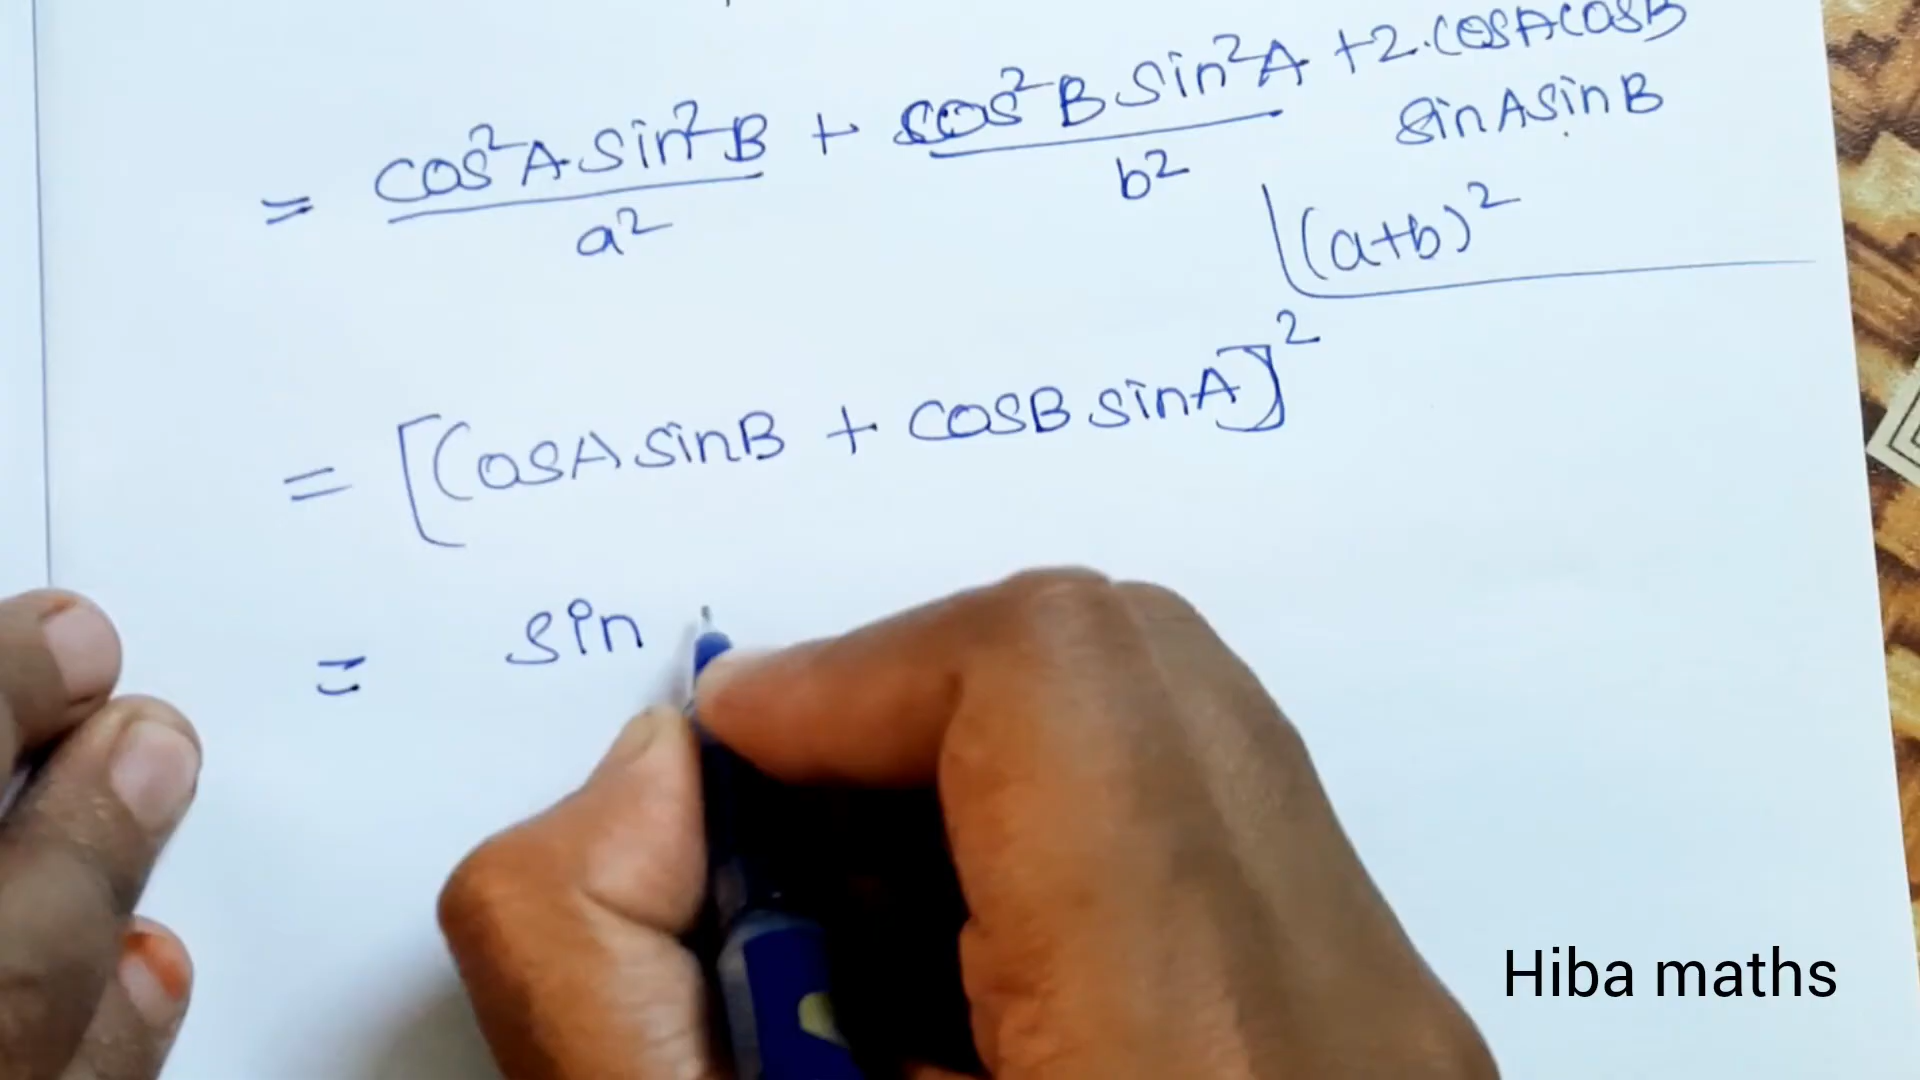 = cos²A sin²B + cos²B sin²A + 2.cosAcosB
sinAsinB
a² b²
(a+b)²
= [CosA sinB + cosB sinA]²
= sin
Hiba maths